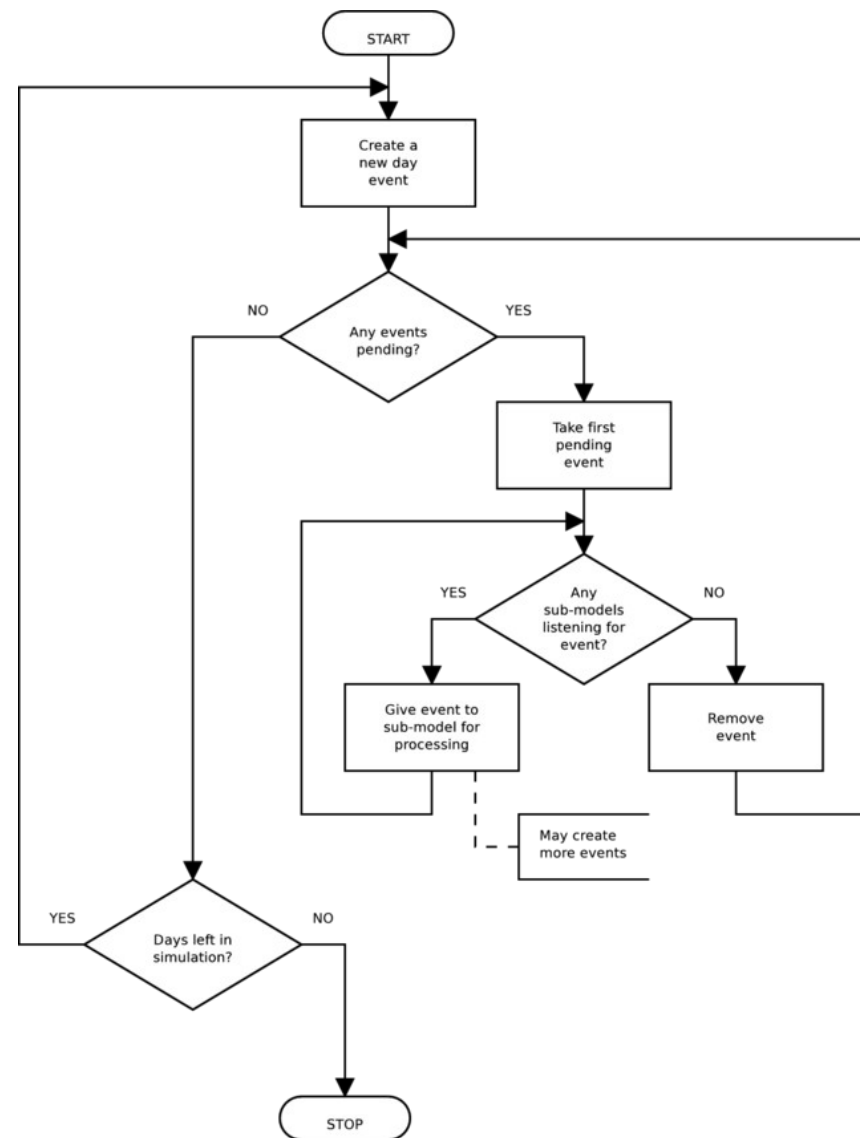 START
Create a
new day
event
NO
YES
Any events
pending?
Take first
pending
event
YES
NO
Any
sub-models
listening for
event?
Give event to
sub-model for
processing
Remove
event
May create
more events
YES
NO
Days left in
simulation?
STOP